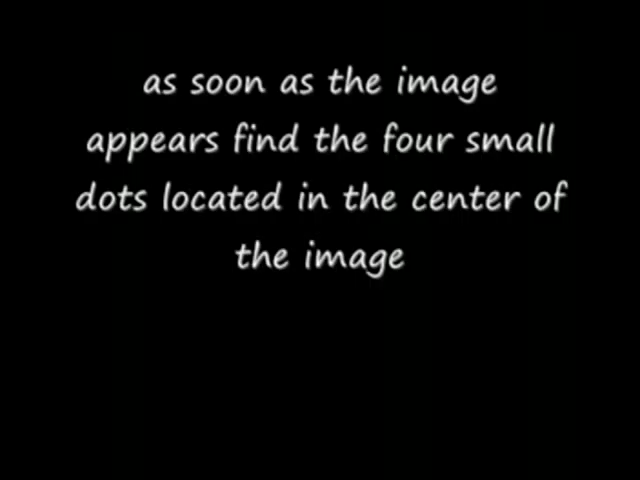 as soon as the image
appears find the four small
dots located in the center of
the image